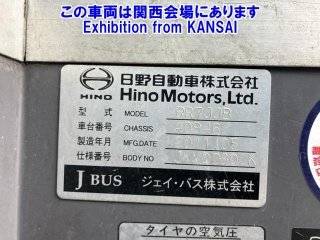 この車両は関西会場にあります
Exhibition from KANSAI
日野自動車株式会社
HINO Hino Motors, Ltd.
型式 MODEL
車台番号 CHASSIS
製造年月 MFG.DATE
仕様番号 BODY NO
J BUS ジェイ・バス株式会社
タイヤの空気圧